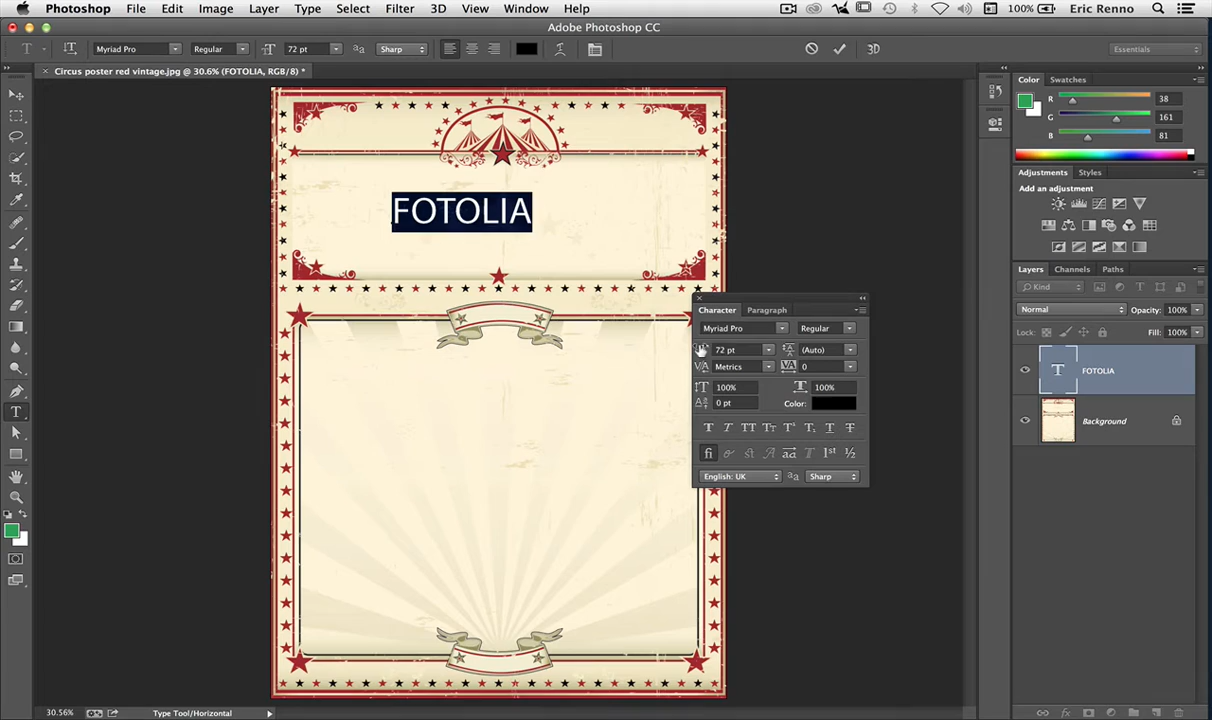 Photoshop File Edit Image Layer Type Select Filter 3D View Window Help 100% Eric Renno
Adobe Photoshop CC
T Myriad Pro Regular 72 pt Sharp 3D Essentials
Circus poster red vintage.jpg @ 30.6% (FOTOLIA, RGB/8) *
FOTOLIA
Character Paragraph
Myriad Pro Regular
72 pt (Auto)
Metrics 0
100% 100%
0 pt Color:
English: UK Sharp
Color Swatches
R 38
G 161
B 81
Adjustments Styles
Add an adjustment
Layers Channels Paths
Kind
Normal Opacity: 100%
Lock: Fill: 100%
T FOTOLIA
Background
30.56% Type Tool/Horizontal